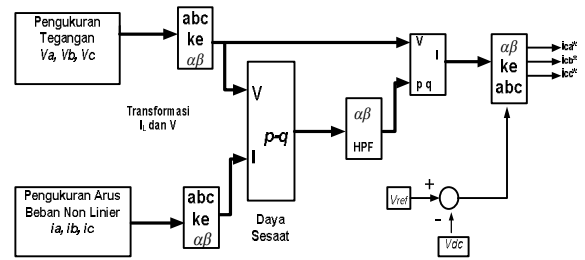 Pengukuran
Tegangan
Va, Vb, Vc
abc
ke
αβ
V
I
p q
αβ
ke
abc
ica*
icb*
icc*
Transformasi
IL dan V
V
p-q
I
αβ
HPF
Pengukuran Arus
Beban Non Linier
ia, ib, ic
abc
ke
αβ
Daya
Sesaat
Vref
+
-
Vdc